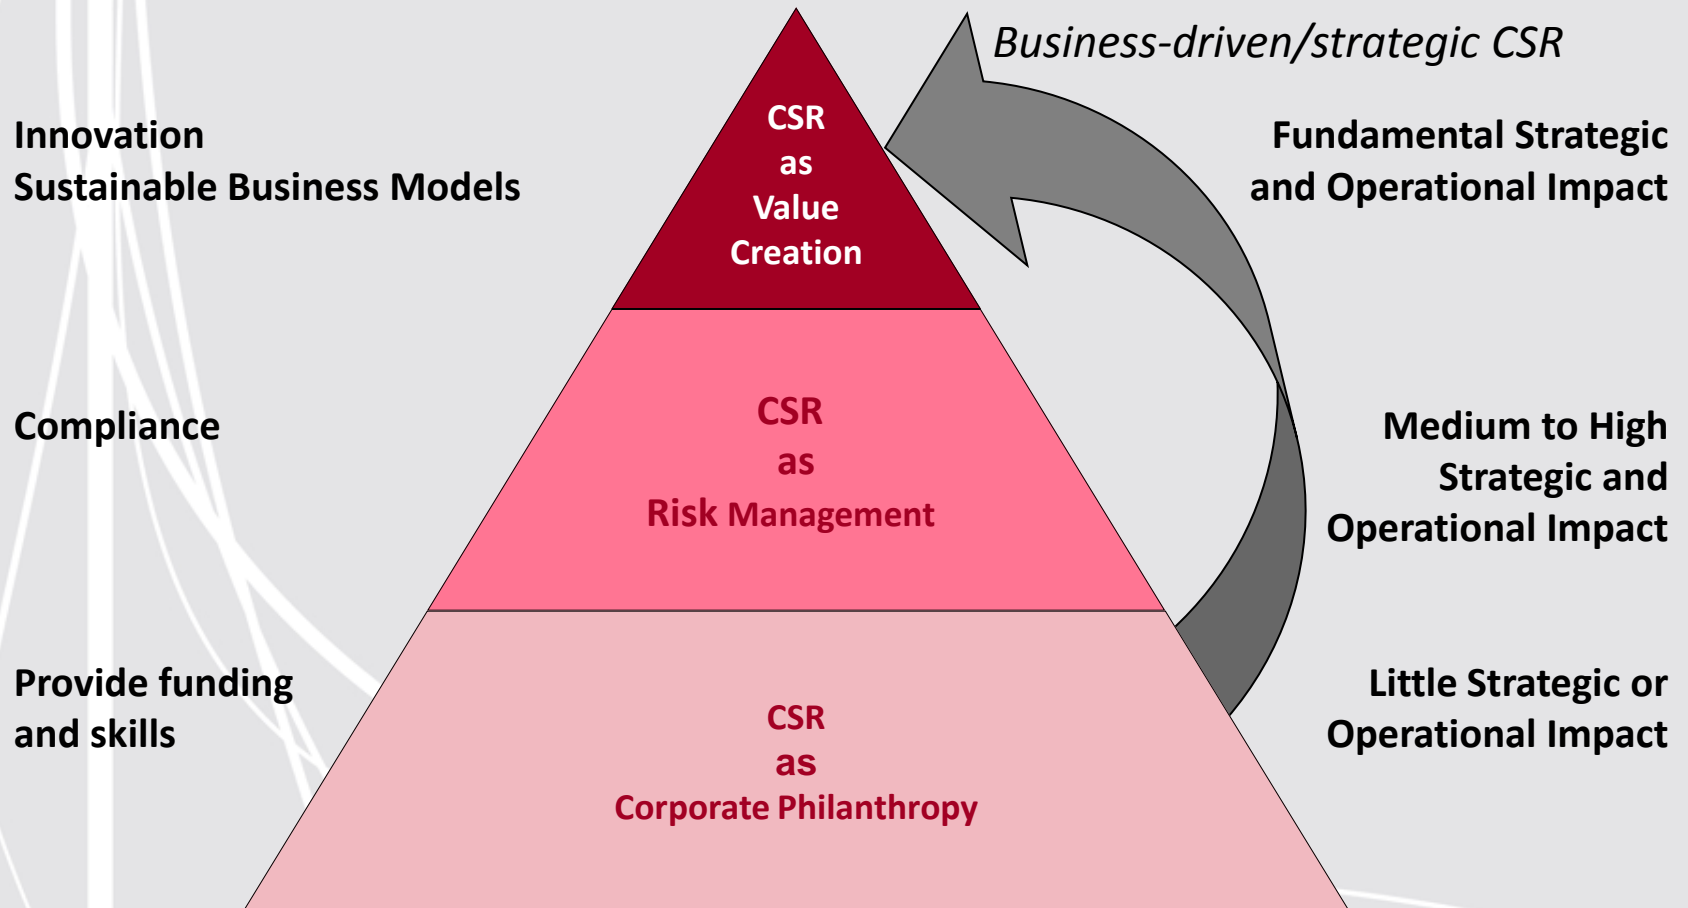 Business-driven/strategic CSR
Innovation
Sustainable Business Models
CSR
as
Value
Creation
Fundamental Strategic
and Operational Impact
Compliance
CSR
as
Risk Management
Medium to High
Strategic and
Operational Impact
Provide funding
and skills
CSR
as
Corporate Philanthropy
Little Strategic or
Operational Impact